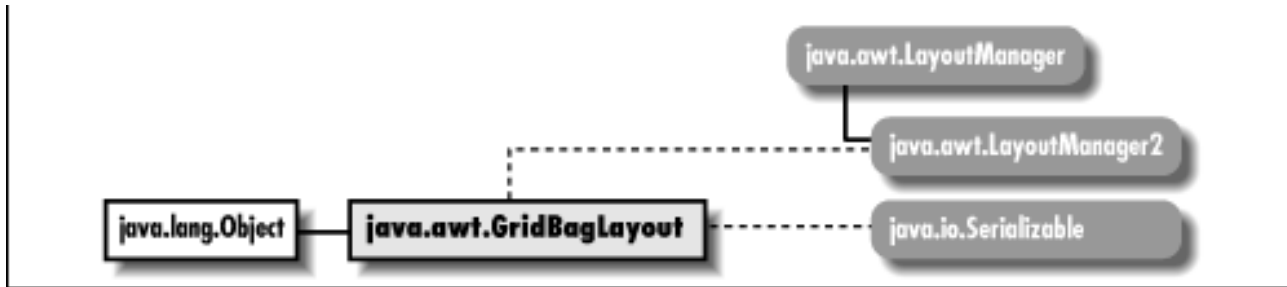 java.awt.LayoutManager
java.awt.LayoutManager2
java.lang.Object
java.awt.GridBagLayout
java.io.Serializable